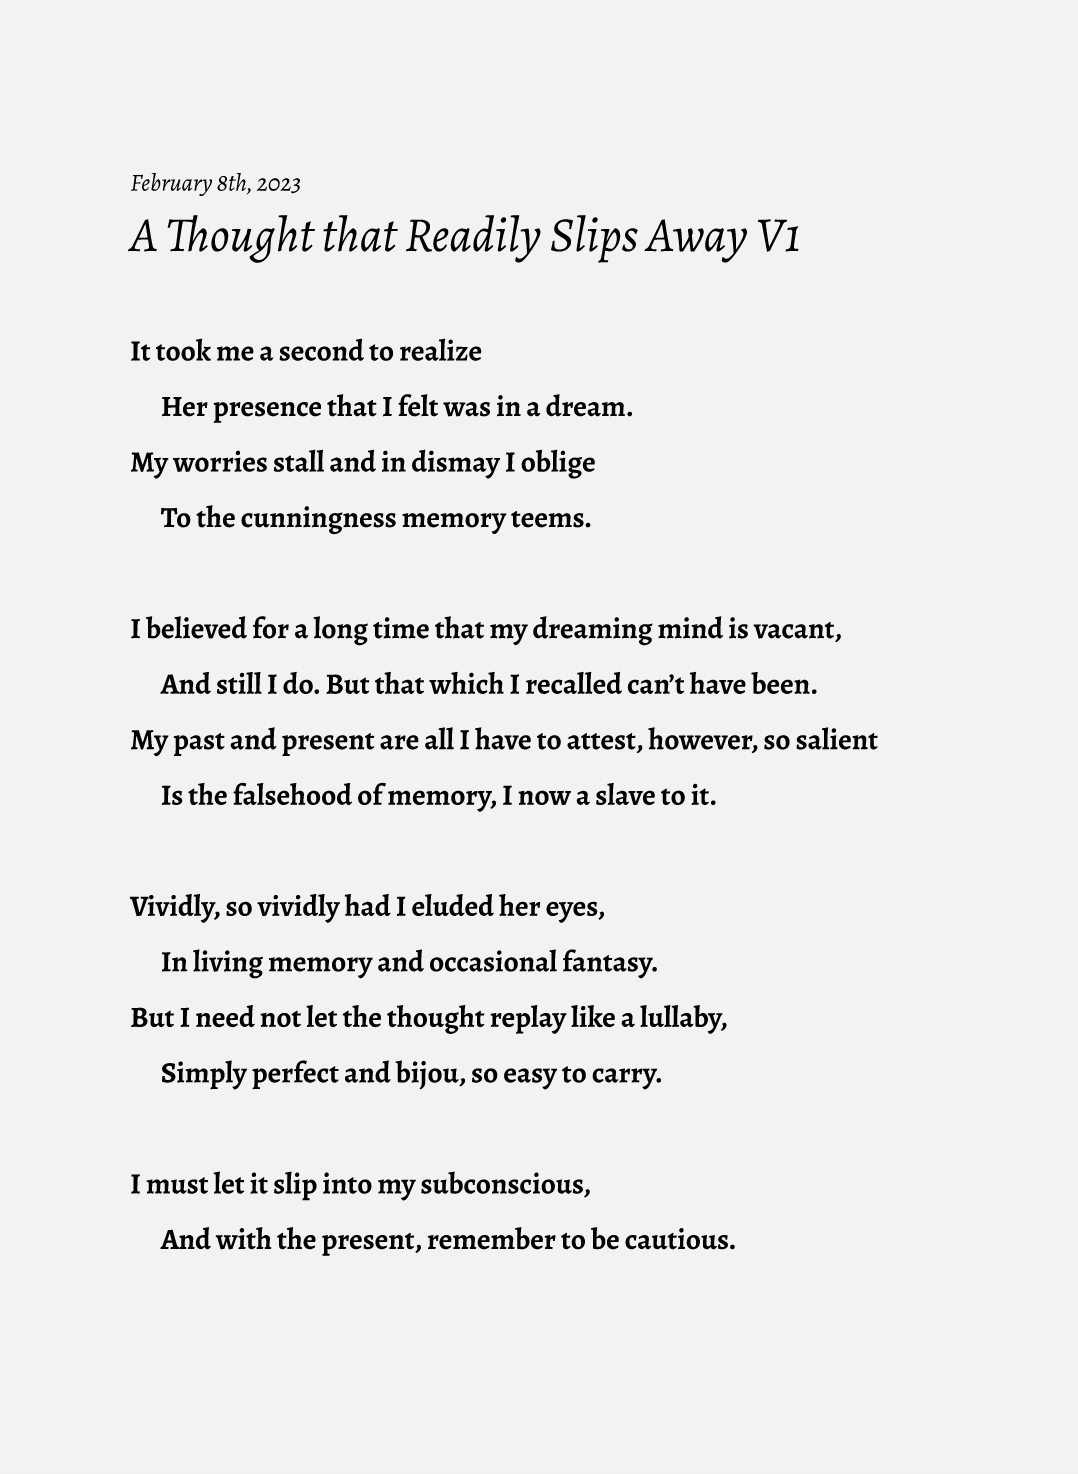 February 8th, 2023
A Thought that Readily Slips Away V1
It took me a second to realize
Her presence that I felt was in a dream.
My worries stall and in dismay I oblige
To the cunningness memory teems.
I believed for a long time that my dreaming mind is vacant,
And still I do. But that which I recalled can’t have been.
My past and present are all I have to attest, however, so salient
Is the falsehood of memory, I now a slave to it.
Vividly, so vividly had I eluded her eyes,
In living memory and occasional fantasy.
But I need not let the thought replay like a lullaby,
Simply perfect and bijou, so easy to carry.
I must let it slip into my subconscious,
And with the present, remember to be cautious.